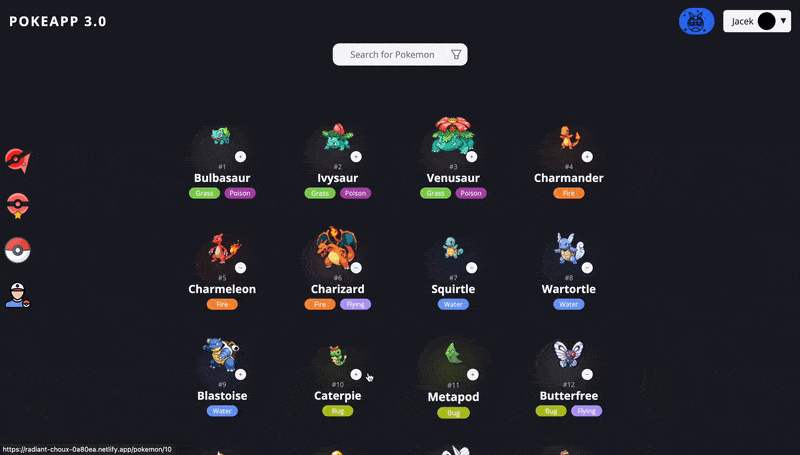 POKEAPP 3.0
Jacek ▼
Search for Pokemon
#1
Bulbasaur
Grass Poison
#2
Ivysaur
Grass Poison
#3
Venusaur
Grass Poison
#4
Charmander
Fire
#5
Charmeleon
Fire
#6
Charizard
Fire Flying
#7
Squirtle
Water
#8
Wartortle
Water
#9
Blastoise
Water
#10
Caterpie
Bug
#11
Metapod
Bug
#12
Butterfree
Bug Flying
https://radiant-choux-0a80ea.netlify.app/pokemon/10